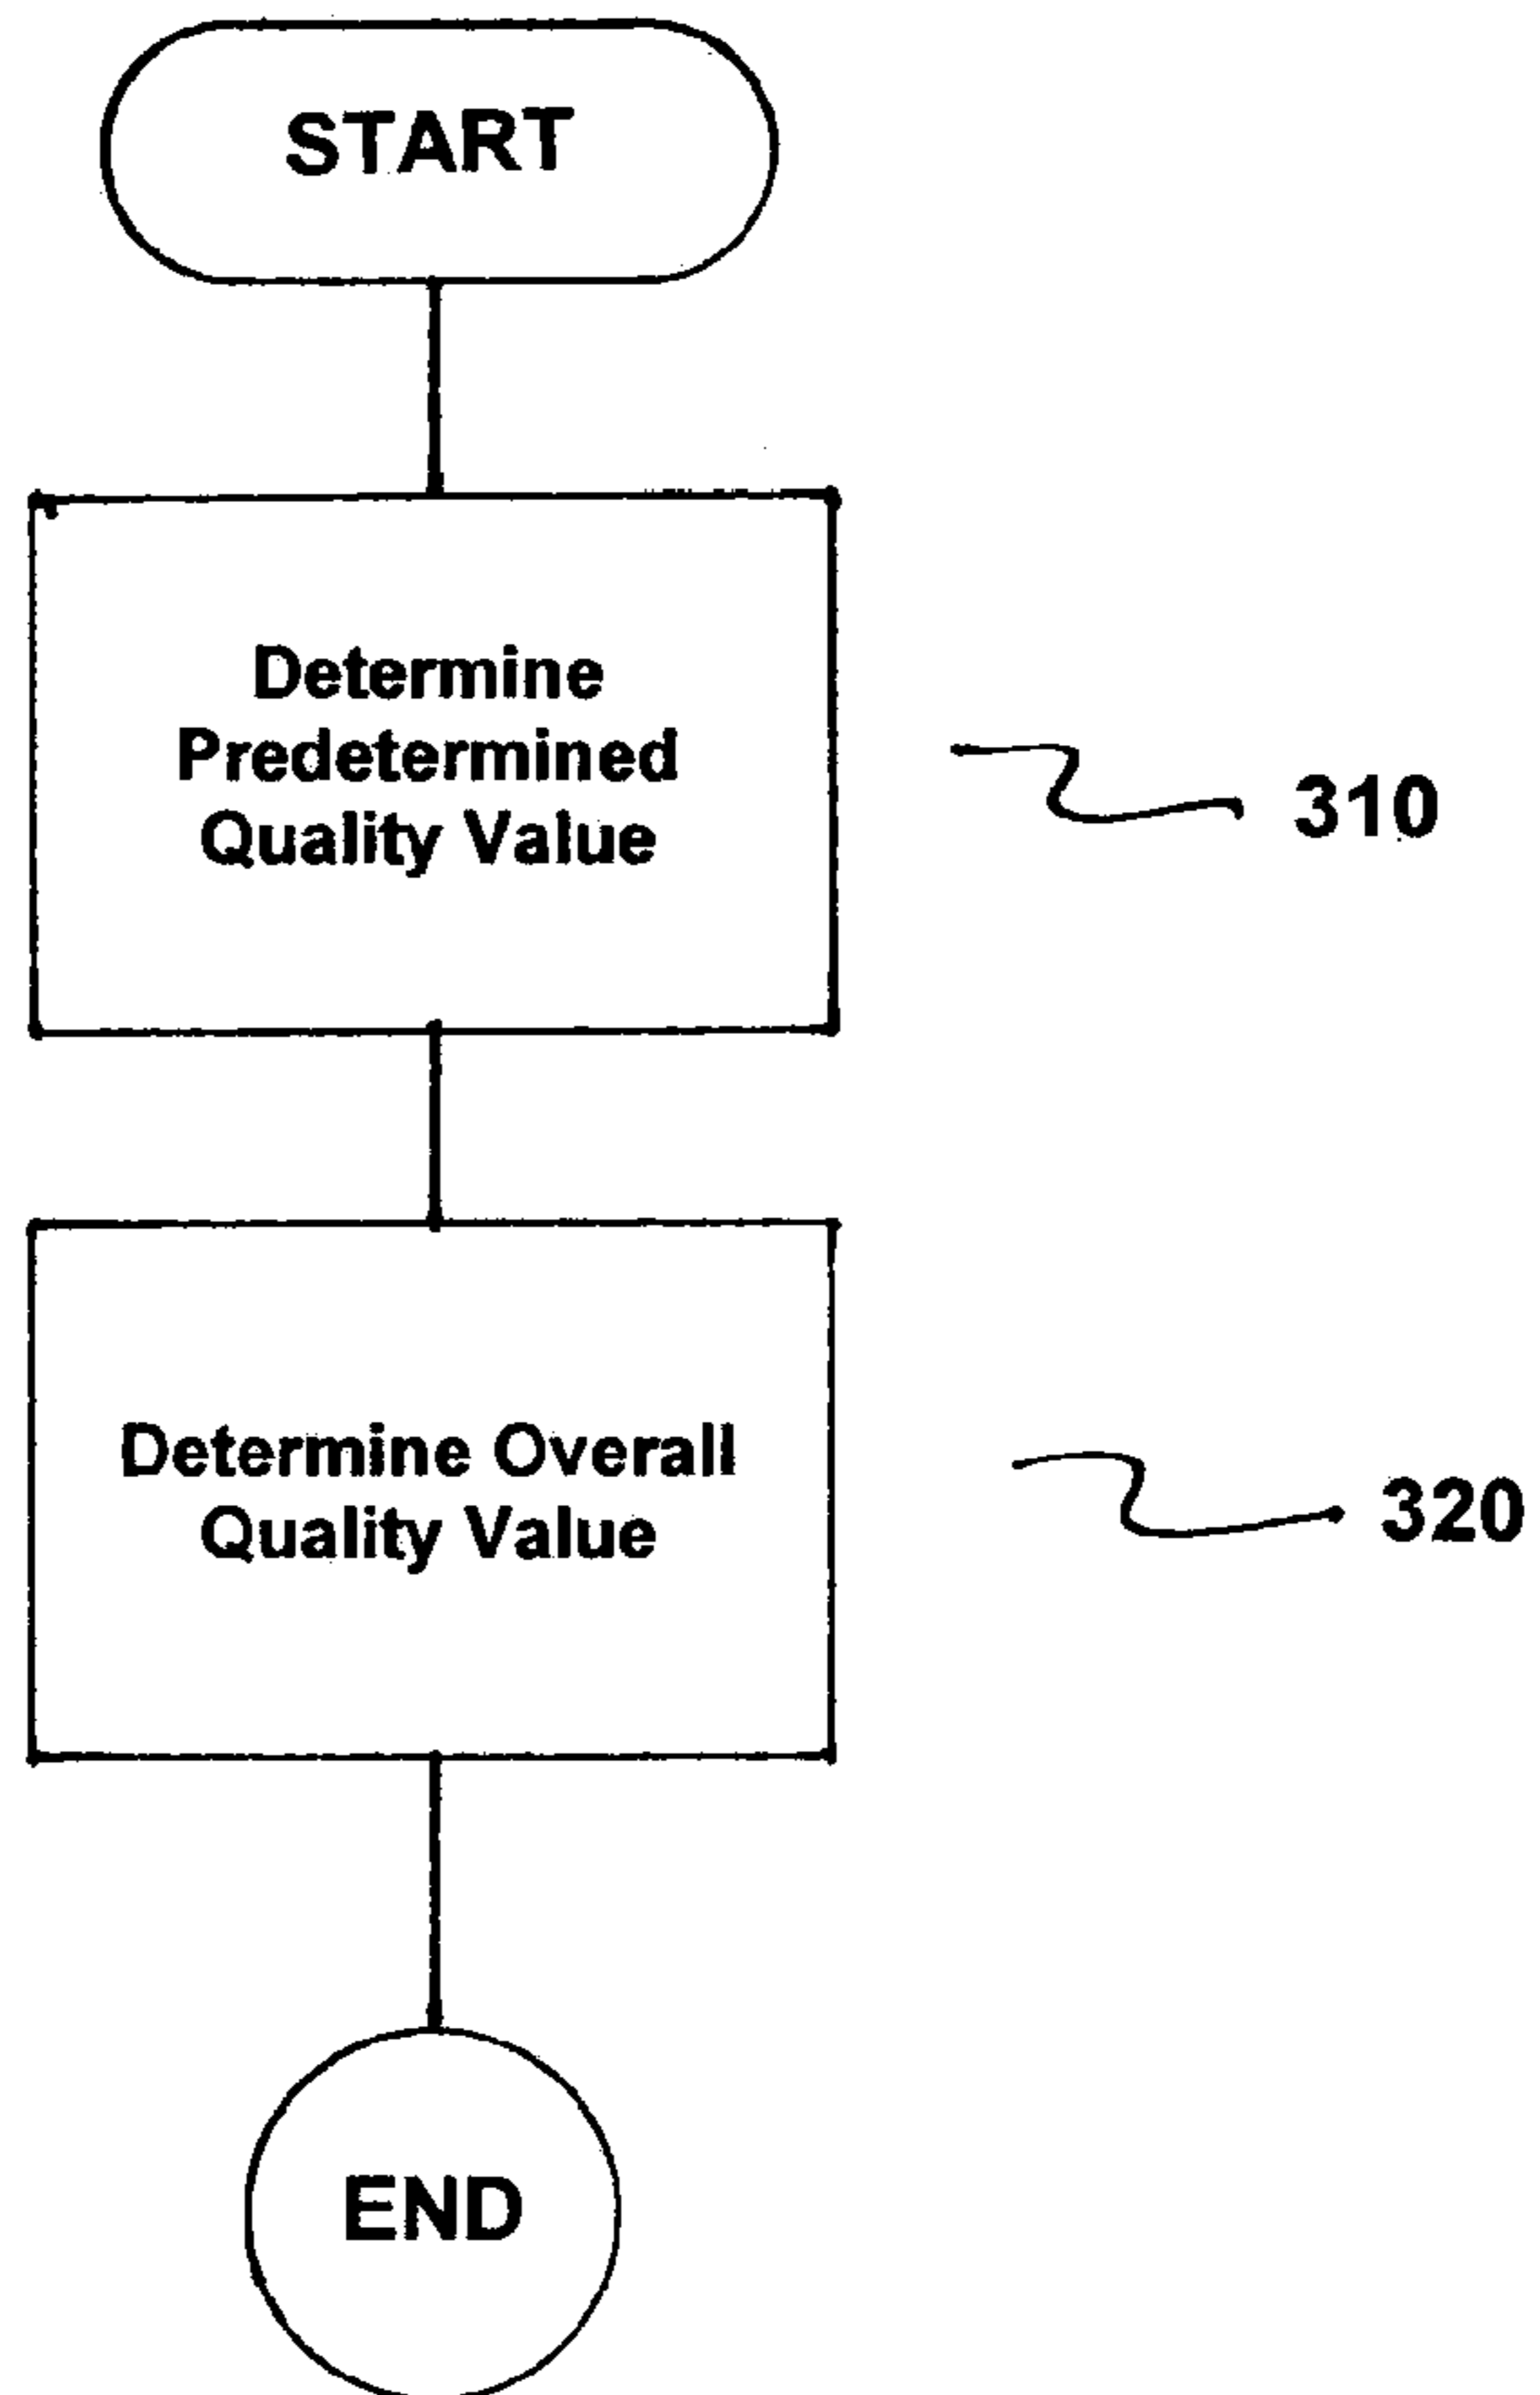 START
Determine
Predetermined
Quality Value
310
Determine Overall
Quality Value
320
END